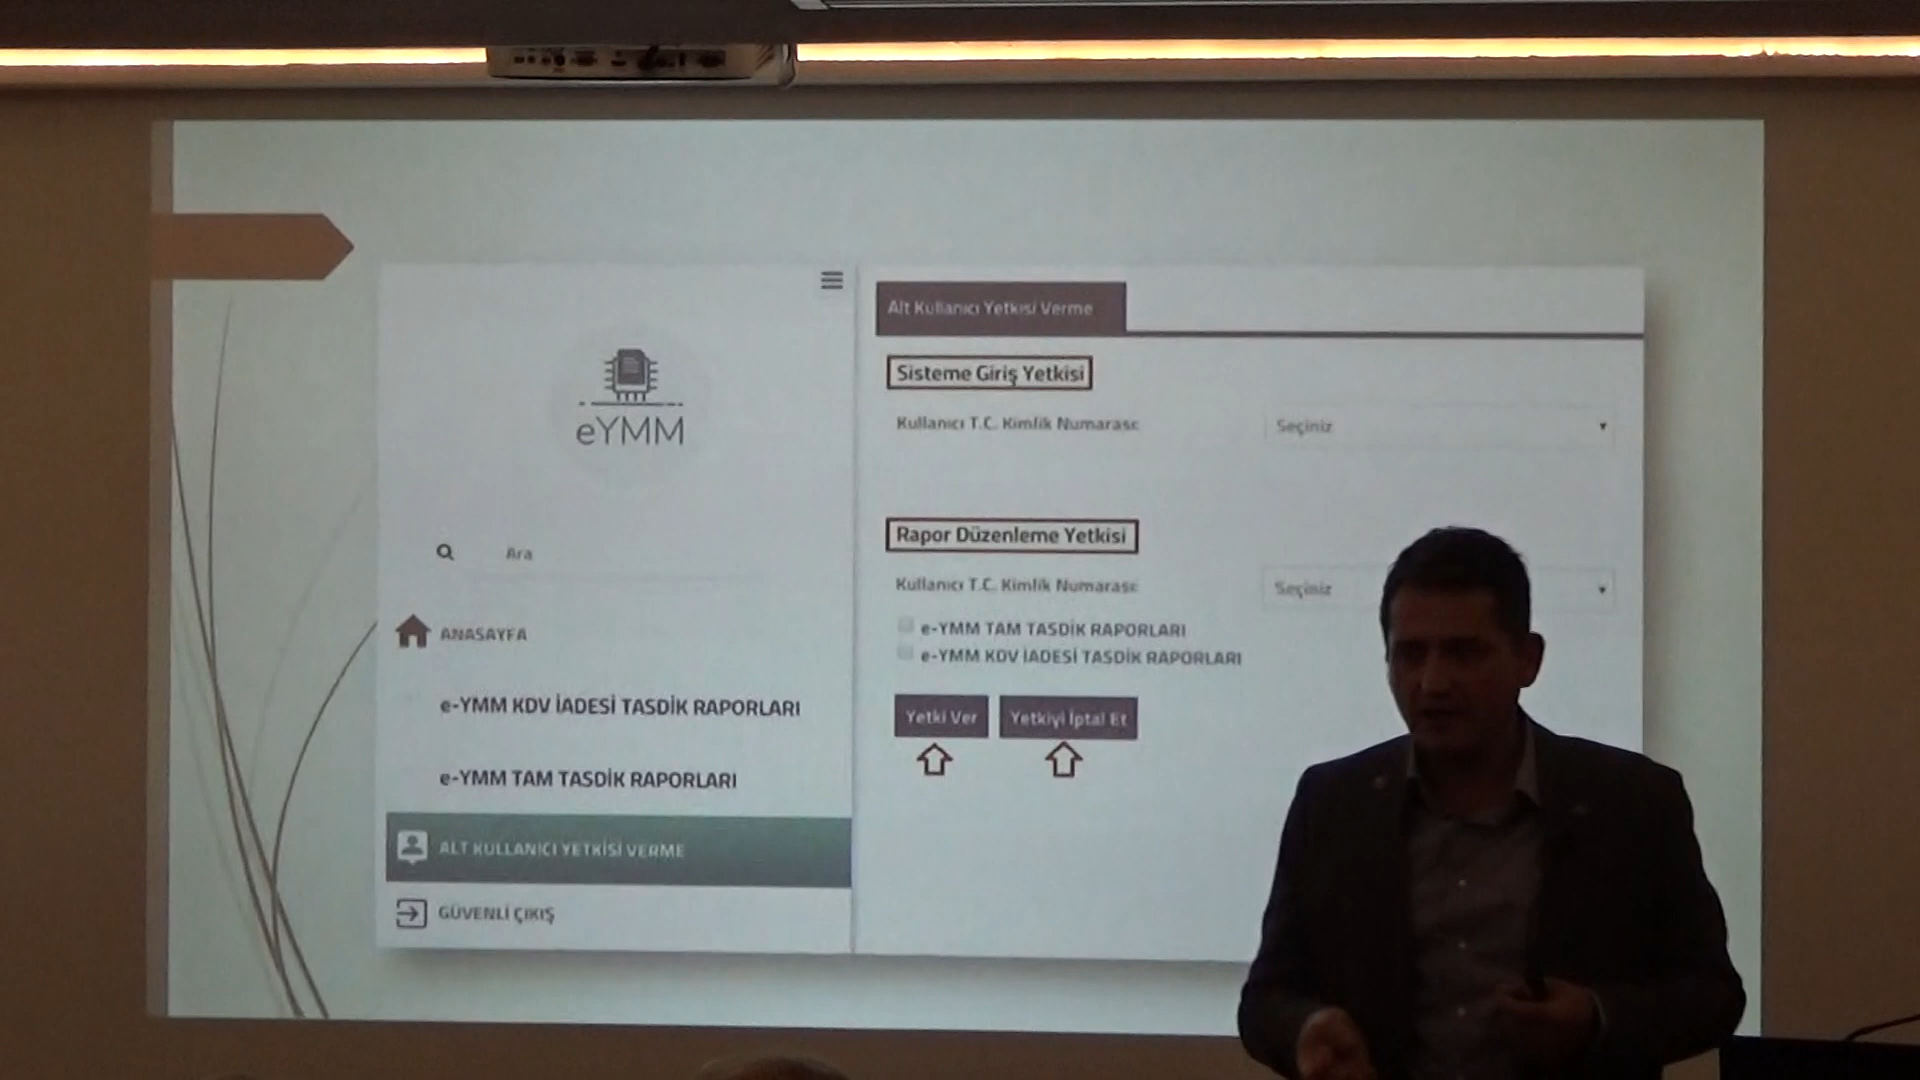 eYMM
Ara
ANASAYFA
e-YMM KDV İADESİ TASDİK RAPORLARI
e-YMM TAM TASDİK RAPORLARI
ALT KULLANICI YETKİSİ VERME
GÜVENLİ ÇIKIŞ
Alt Kullanıcı Yetkisi Verme
Sisteme Giriş Yetkisi
Kullanıcı T.C. Kimlik Numarası
Seçiniz
Rapor Düzenleme Yetkisi
Kullanıcı T.C. Kimlik Numarası
Seçiniz
e-YMM TAM TASDİK RAPORLARI
e-YMM KDV İADESİ TASDİK RAPORLARI
Yetki Ver
Yetkiyi İptal Et